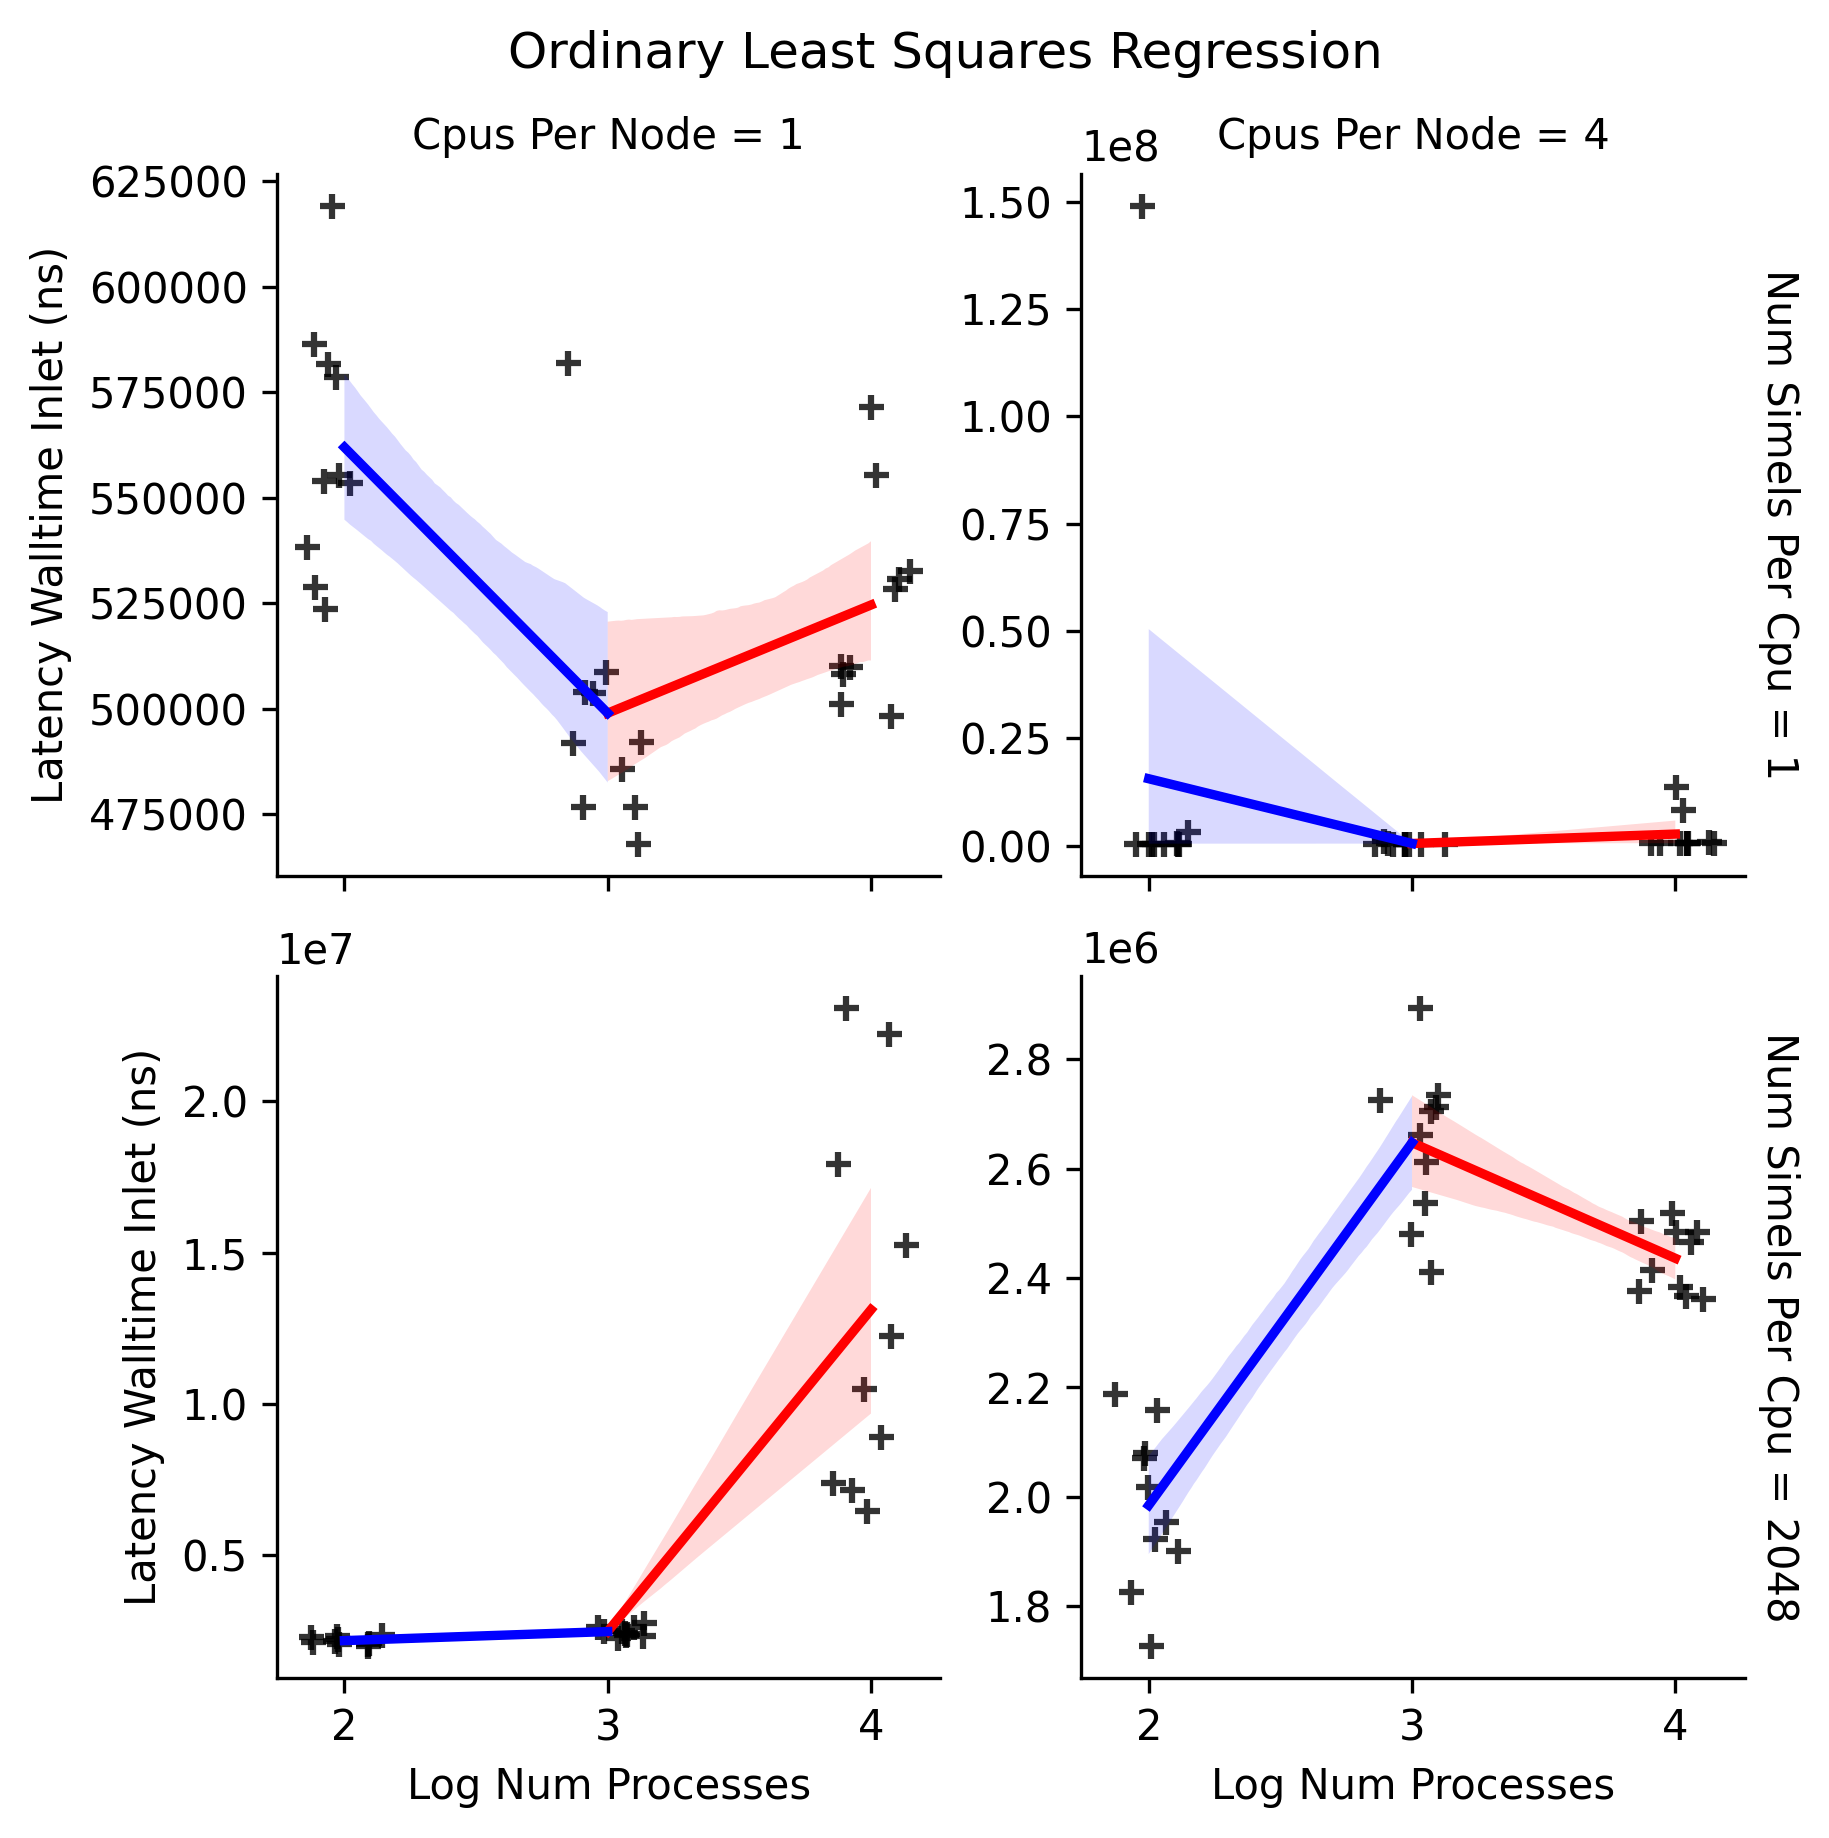 Ordinary Least Squares Regression
Cpus Per Node = 1
Cpus Per Node = 4
1e8
Latency Walltime Inlet (ns)
625000
600000
575000
550000
525000
500000
475000
1.50
1.25
1.00
0.75
0.50
0.25
0.00
Num Simels Per Cpu = 1
1e7
Latency Walltime Inlet (ns)
2.0
1.5
1.0
0.5
2
3
4
Log Num Processes
1e6
2.8
2.6
2.4
2.2
2.0
1.8
2
3
4
Log Num Processes
Num Simels Per Cpu = 2048